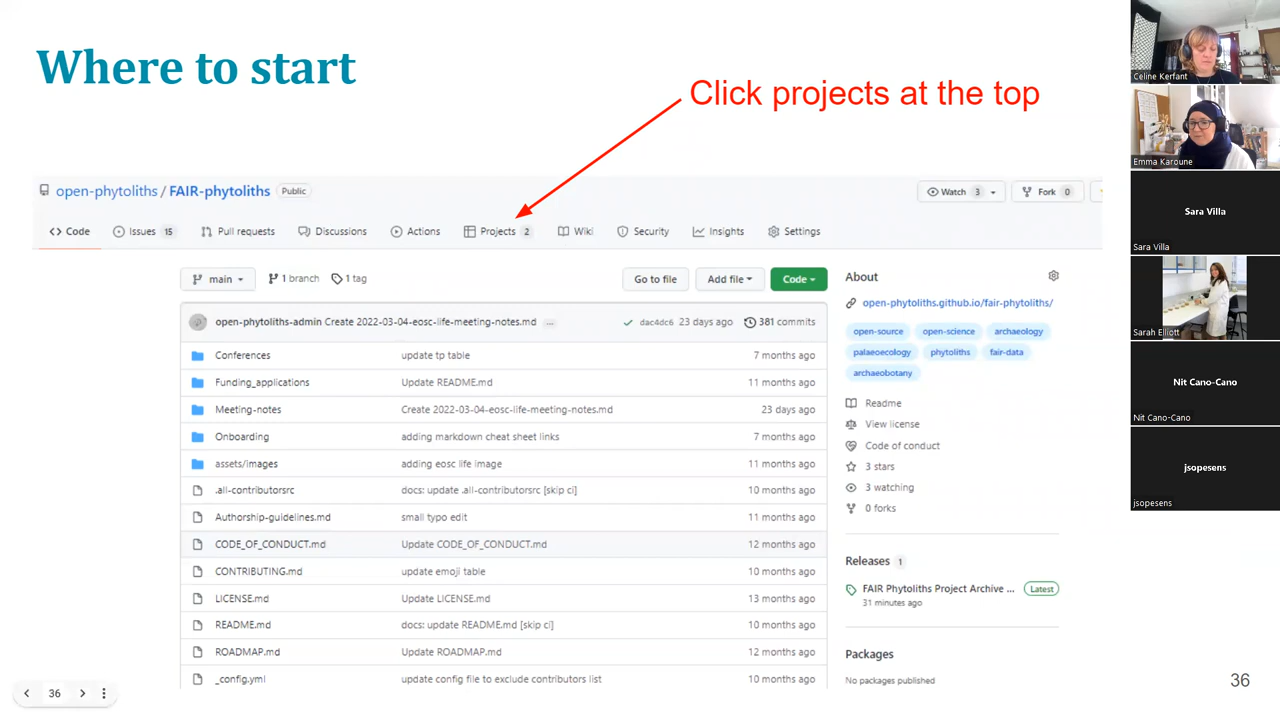 Where to start
Click projects at the top
open-phytoliths / FAIR-phytoliths Public
Watch 3
Fork 0
Code
Issues 15
Pull requests
Discussions
Actions
Projects 2
Wiki
Security
Insights
Settings
main
1 branch
1 tag
Go to file
Add file
Code
open-phytoliths-admin Create 2022-03-04-eosc-life-meeting-notes.md ...
dac4dc6 23 days ago
381 commits
Conferences update tp table 7 months ago
Funding_applications Update README.md 11 months ago
Meeting-notes Create 2022-03-04-eosc-life-meeting-notes.md 23 days ago
Onboarding adding markdown cheat sheet links 7 months ago
assets/images adding eosc life image 11 months ago
.all-contributorsrc docs: update .all-contributorsrc [skip ci] 10 months ago
Authorship-guidelines.md small typo edit 11 months ago
CODE_OF_CONDUCT.md Update CODE_OF_CONDUCT.md 12 months ago
CONTRIBUTING.md update emoji table 10 months ago
LICENSE.md Update LICENSE.md 13 months ago
README.md docs: update README.md [skip ci] 10 months ago
ROADMAP.md Update ROADMAP.md 10 months ago
_config.yml update config file to exclude contributors list 10 months ago
About
open-phytoliths.github.io/fair-phytoliths/
open-source open-science archaeology
palaeoecology phytoliths fair-data
archaeobotany
Readme
View license
Code of conduct
3 stars
3 watching
0 forks
Releases 1
FAIR Phytoliths Project Archive ... Latest
31 minutes ago
Packages
No packages published
36
36
Celine Kerfant
Emma Karoune
Sara Villa
Sara Villa
Sarah Elliott
Nit Cano-Cano
Nit Cano-Cano
jsopesens
jsopesens